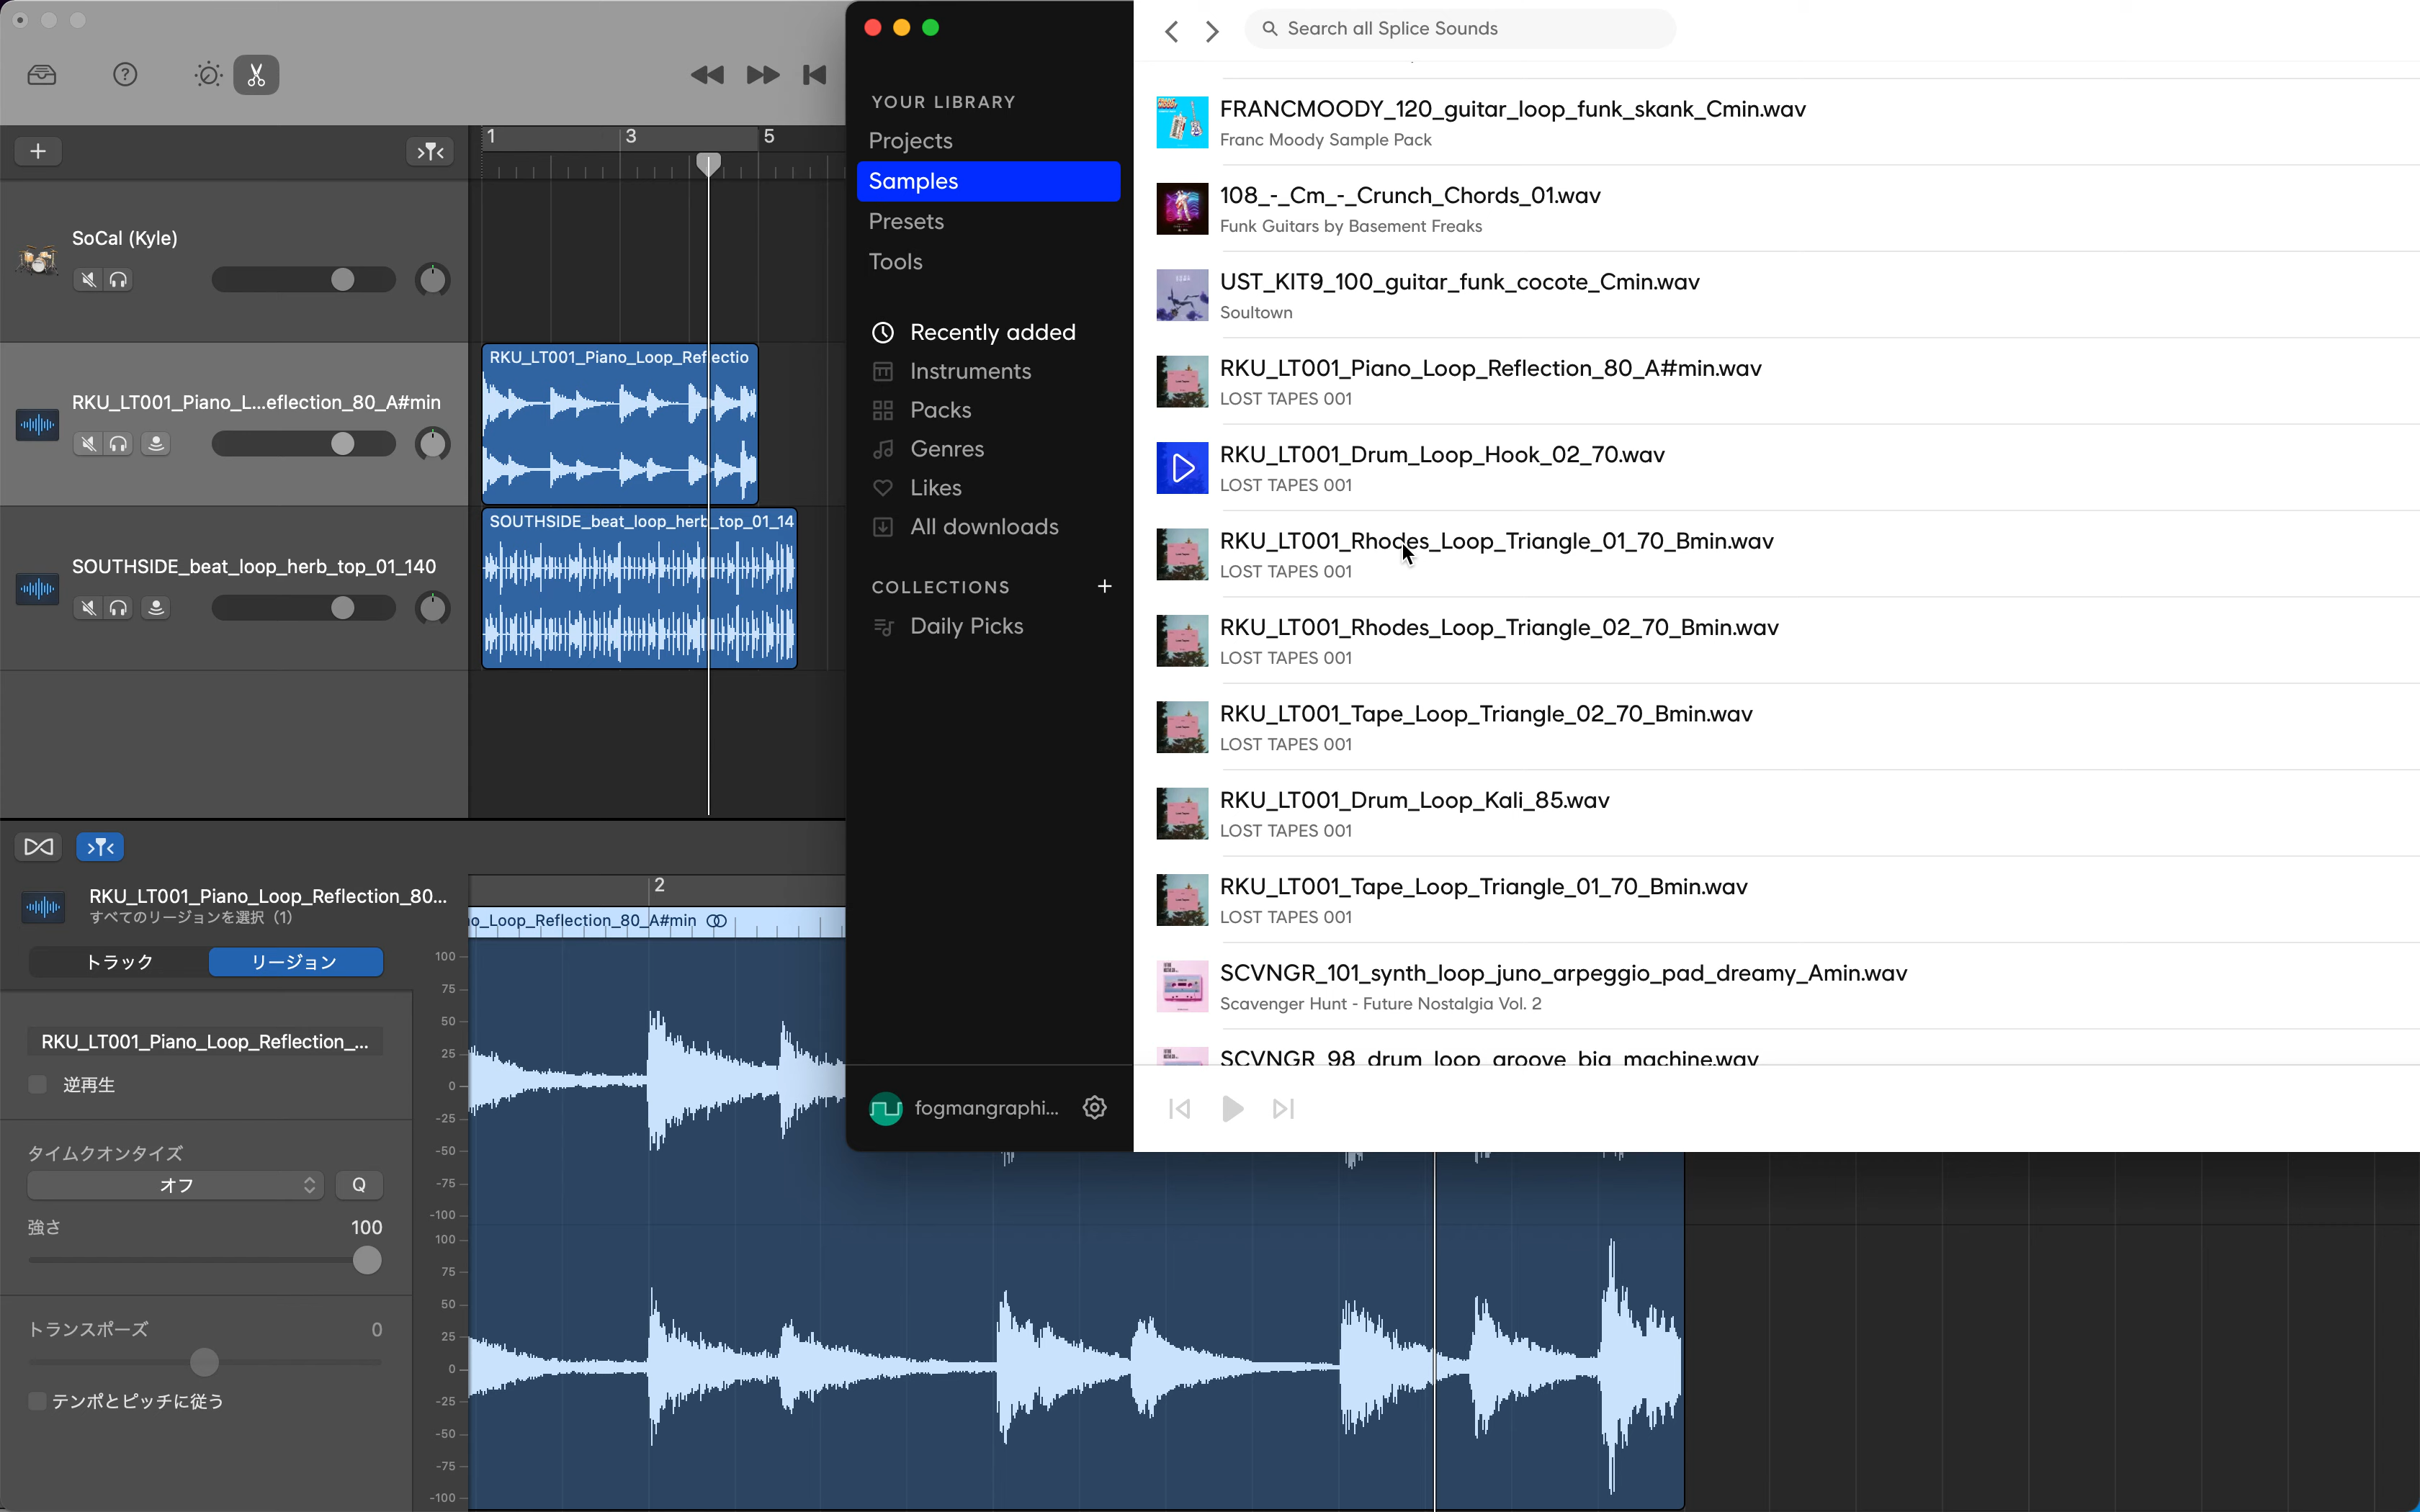 1
3
5
SoCal (Kyle)
RKU_LT001_Piano_L...eflection_80_A#min
SOUTHSIDE_beat_loop_herb_top_01_140
RKU_LT001_Piano_Loop_Reflectio
SOUTHSIDE_beat_loop_herb_top_01_14
RKU_LT001_Piano_Loop_Reflection_80...
すべてのリージョンを選択 (1)
トラック
リージョン
RKU_LT001_Piano_Loop_Reflection_...
逆再生
タイムクオンタイズ
オフ
Q
強さ
100
トランスポーズ
0
テンポとピッチに従う
2
o_Loop_Reflection_80_A#min
100
75
50
25
0
-25
-50
-75
-100
100
75
50
25
0
-25
-50
-75
-100
YOUR LIBRARY
Projects
Samples
Presets
Tools
Recently added
Instruments
Packs
Genres
Likes
All downloads
COLLECTIONS
Daily Picks
fogmangraphi...
Search all Splice Sounds
FRANCMOODY_120_guitar_loop_funk_skank_Cmin.wav
Franc Moody Sample Pack
108_-_Cm_-_Crunch_Chords_01.wav
Funk Guitars by Basement Freaks
UST_KIT9_100_guitar_funk_cocote_Cmin.wav
Soultown
RKU_LT001_Piano_Loop_Reflection_80_A#min.wav
LOST TAPES 001
RKU_LT001_Drum_Loop_Hook_02_70.wav
LOST TAPES 001
RKU_LT001_Rhodes_Loop_Triangle_01_70_Bmin.wav
LOST TAPES 001
RKU_LT001_Rhodes_Loop_Triangle_02_70_Bmin.wav
LOST TAPES 001
RKU_LT001_Tape_Loop_Triangle_02_70_Bmin.wav
LOST TAPES 001
RKU_LT001_Drum_Loop_Kali_85.wav
LOST TAPES 001
RKU_LT001_Tape_Loop_Triangle_01_70_Bmin.wav
LOST TAPES 001
SCVNGR_101_synth_loop_juno_arpeggio_pad_dreamy_Amin.wav
Scavenger Hunt - Future Nostalgia Vol. 2
SCVNGR_98_drum_loop_groove_big_machine.wav